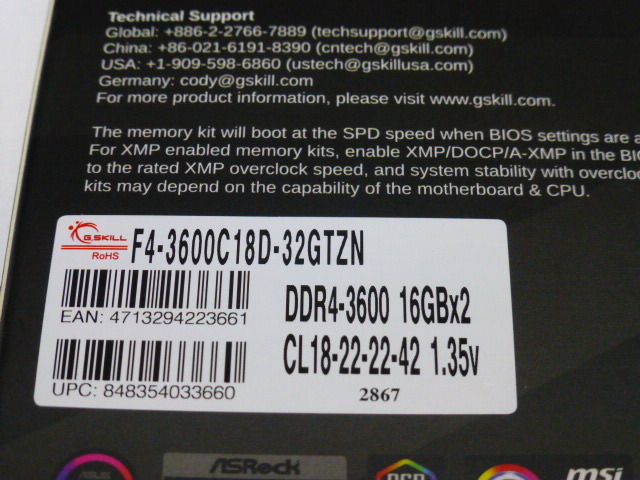 Technical Support
Global: +886-2-2766-7889 (techsupport@gskill.com)
China: +86-021-6191-8390 (cntech@gskill.com)
USA: +1-909-598-6860 (ustech@gskillusa.com)
Germany: cody@gskill.com
For more product information, please visit www.gskill.com.
The memory kit will boot at the SPD speed when BIOS settings are a
For XMP enabled memory kits, enable XMP/DOCP/A-XMP in the BI
to the rated XMP overclock speed, and system stability with overcloc
kits may depend on the capability of the motherboard & CPU.
G.SKILL
RoHS
F4-3600C18D-32GTZN
EAN: 4713294223661
DDR4-3600 16GBx2
CL18-22-22-42 1.35v
UPC: 848354033660
2867
ASUS
ASRock
msi